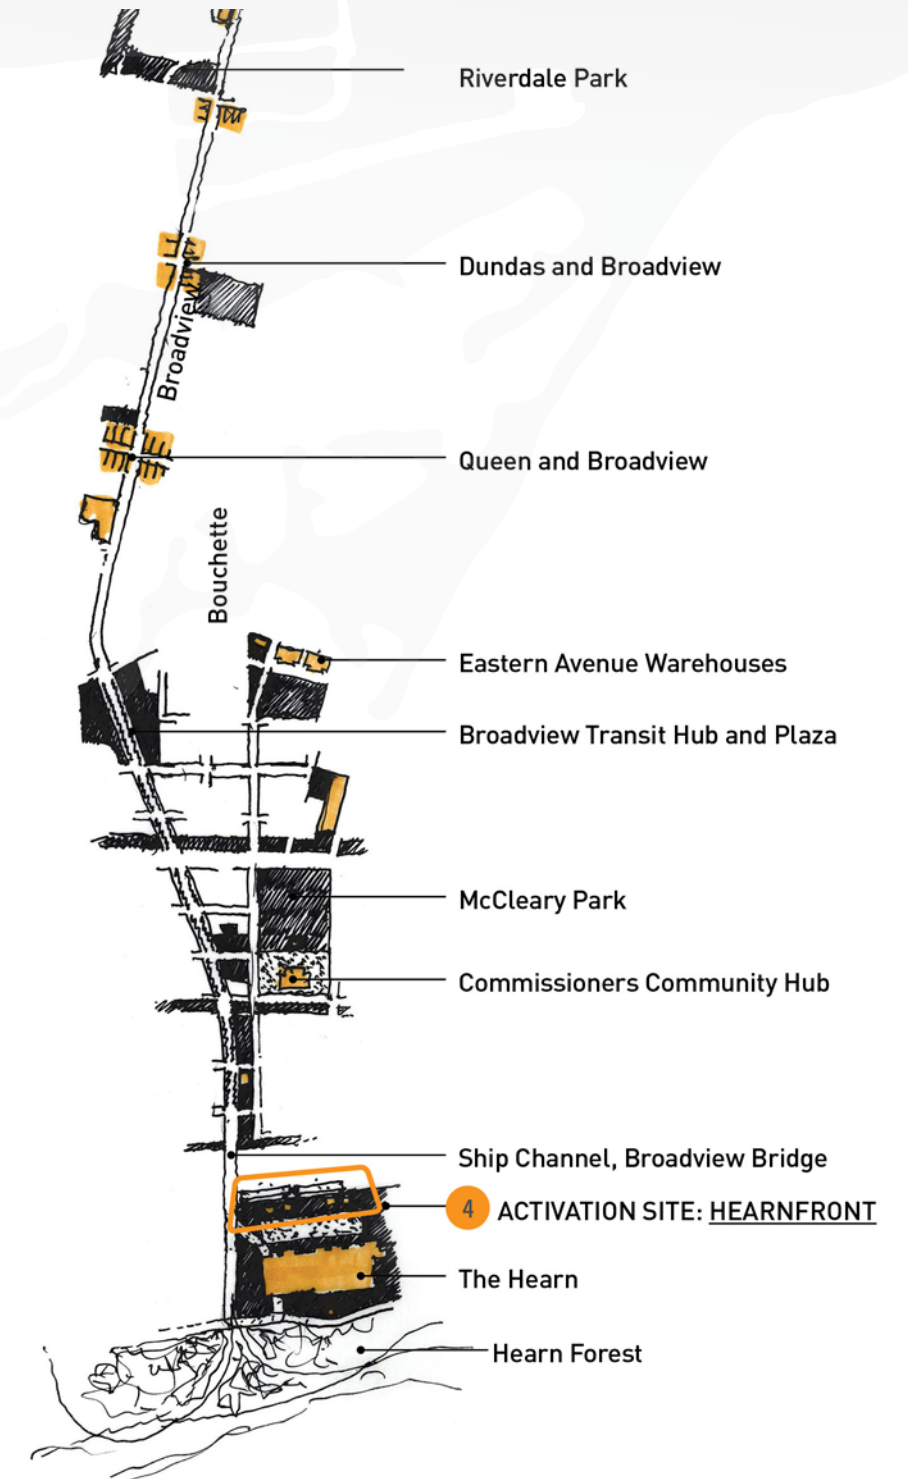 Riverdale Park
Dundas and Broadview
Broadview
Queen and Broadview
Bouchette
Eastern Avenue Warehouses
Broadview Transit Hub and Plaza
McCleary Park
Commissioners Community Hub
Ship Channel, Broadview Bridge
4 ACTIVATION SITE: HEARNFRONT
The Hearn
Hearn Forest